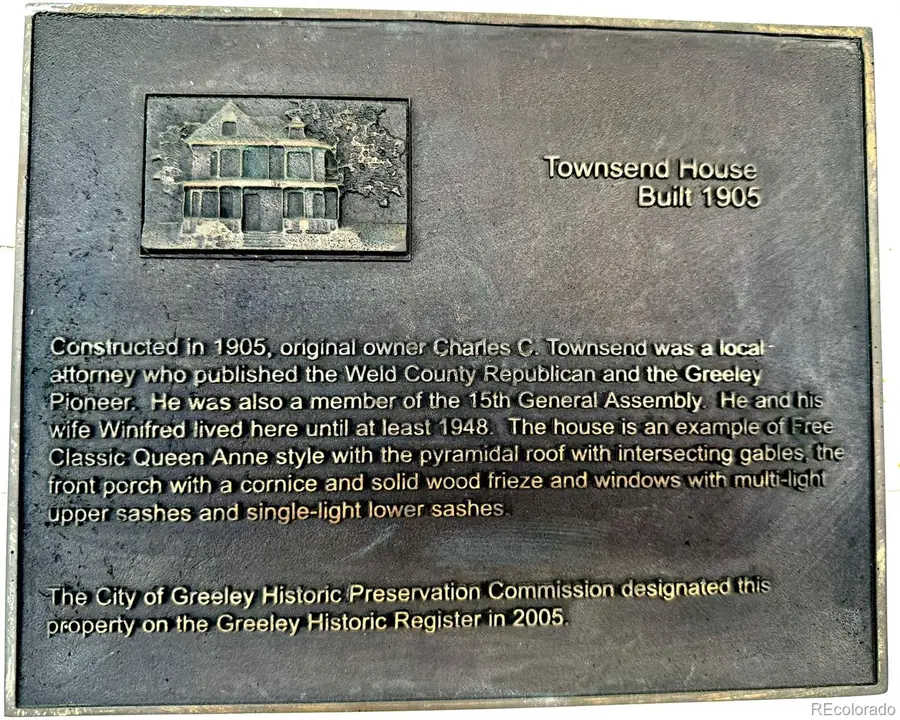 Townsend House
Built 1905
Constructed in 1905, original owner Charles C. Townsend was a local
attorney who published the Weld County Republican and the Greeley
Pioneer. He was also a member of the 15th General Assembly. He and his
wife Winifred lived here until at least 1948. The house is an example of Free
Classic Queen Anne style with the pyramidal roof with intersecting gables, the
front porch with a cornice and solid wood frieze and windows with multi-light
upper sashes and single-light lower sashes.
The City of Greeley Historic Preservation Commission designated this
property on the Greeley Historic Register in 2005.
REcolorado